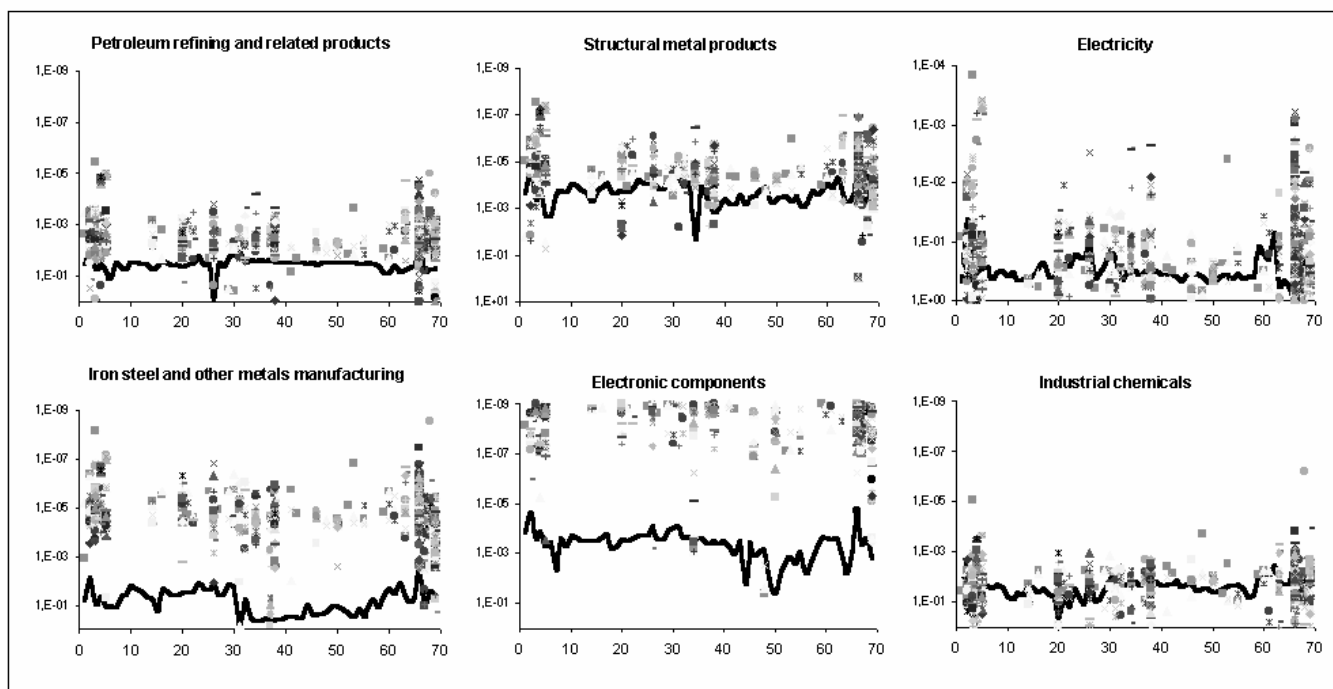 Petroleum refining and related products
1,E-09
1,E-07
1,E-05
1,E-03
1,E-01
0 10 20 30 40 50 60 70
Structural metal products
1,E-09
1,E-07
1,E-05
1,E-03
1,E-01
1,E+01
0 10 20 30 40 50 60 70
Electricity
1,E-04
1,E-03
1,E-02
1,E-01
1,E+00
0 10 20 30 40 50 60 70
Iron steel and other metals manufacturing
1,E-09
1,E-07
1,E-05
1,E-03
1,E-01
0 10 20 30 40 50 60 70
Electronic components
1,E-09
1,E-07
1,E-05
1,E-03
1,E-01
0 10 20 30 40 50 60 70
Industrial chemicals
1,E-09
1,E-07
1,E-05
1,E-03
1,E-01
0 10 20 30 40 50 60 70